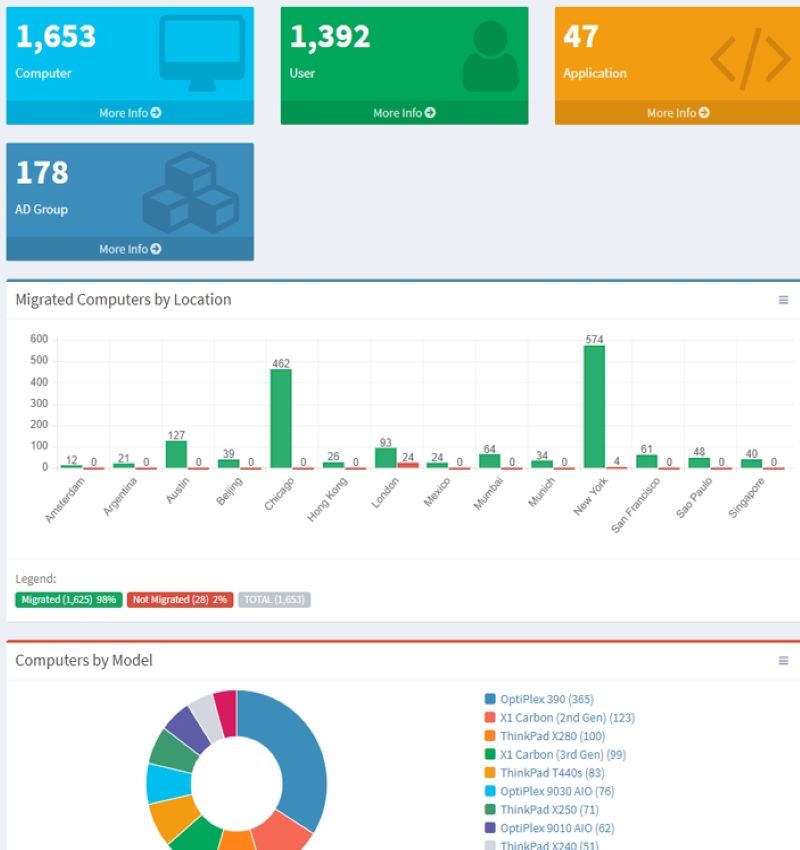 1,653
Computer
More Info
1,392
User
More Info
47
Application
More Info
178
AD Group
More Info
Migrated Computers by Location
600
500
400
300
200
100
0
12 0 21 0 127 0 39 0 462 0 26 0 93 24 24 0 64 0 34 0 574 4 61 0 48 0 40 0
Amsterdam
Argentina
Austin
Beijing
Chicago
Hong Kong
London
Mexico
Mumbai
Munich
New York
San Francisco
Sao Paulo
Singapore
Legend:
Migrated (1,625) 98% Not Migrated (28) 2% TOTAL (1,653)
Computers by Model
OptiPlex 390 (365)
X1 Carbon (2nd Gen) (123)
ThinkPad X280 (100)
X1 Carbon (3rd Gen) (99)
ThinkPad T440s (83)
OptiPlex 9030 AIO (76)
ThinkPad X250 (71)
OptiPlex 9010 AIO (62)
ThinkPad X240 (51)